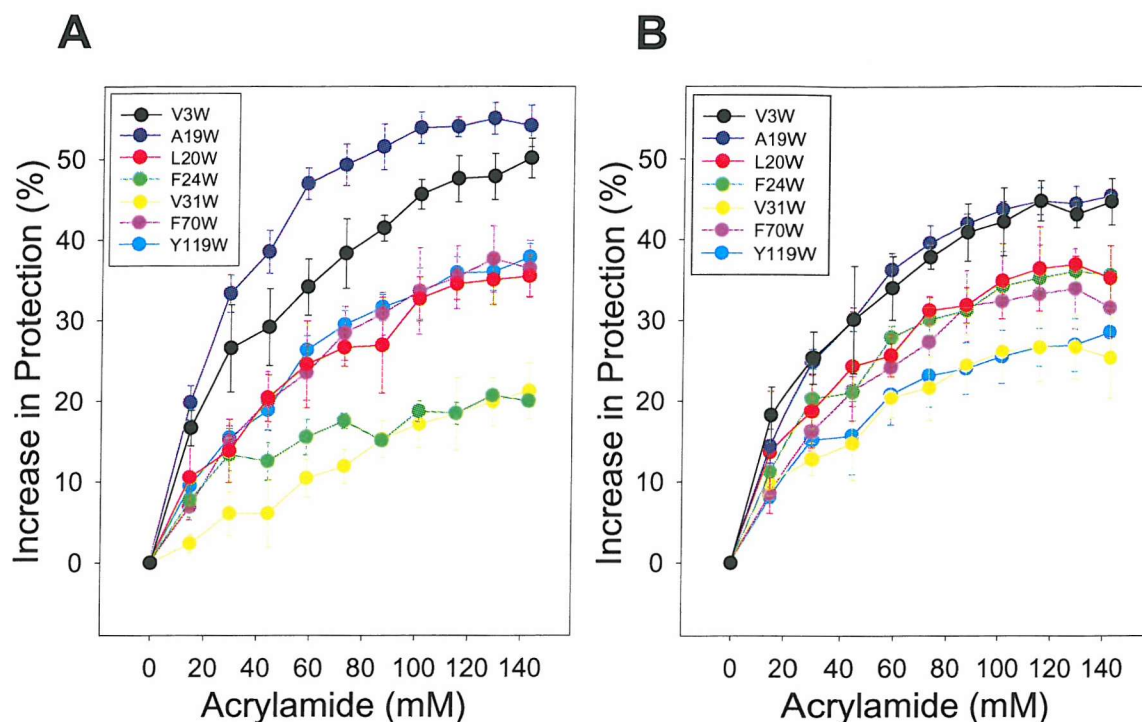 A
Increase in Protection (%)
50
40
30
20
10
0
V3W
A19W
L20W
F24W
V31W
F70W
Y119W
0 20 40 60 80 100 120 140
Acrylamide (mM)
B
Increase in Protection (%)
50
40
30
20
10
0
V3W
A19W
L20W
F24W
V31W
F70W
Y119W
0 20 40 60 80 100 120 140
Acrylamide (mM)